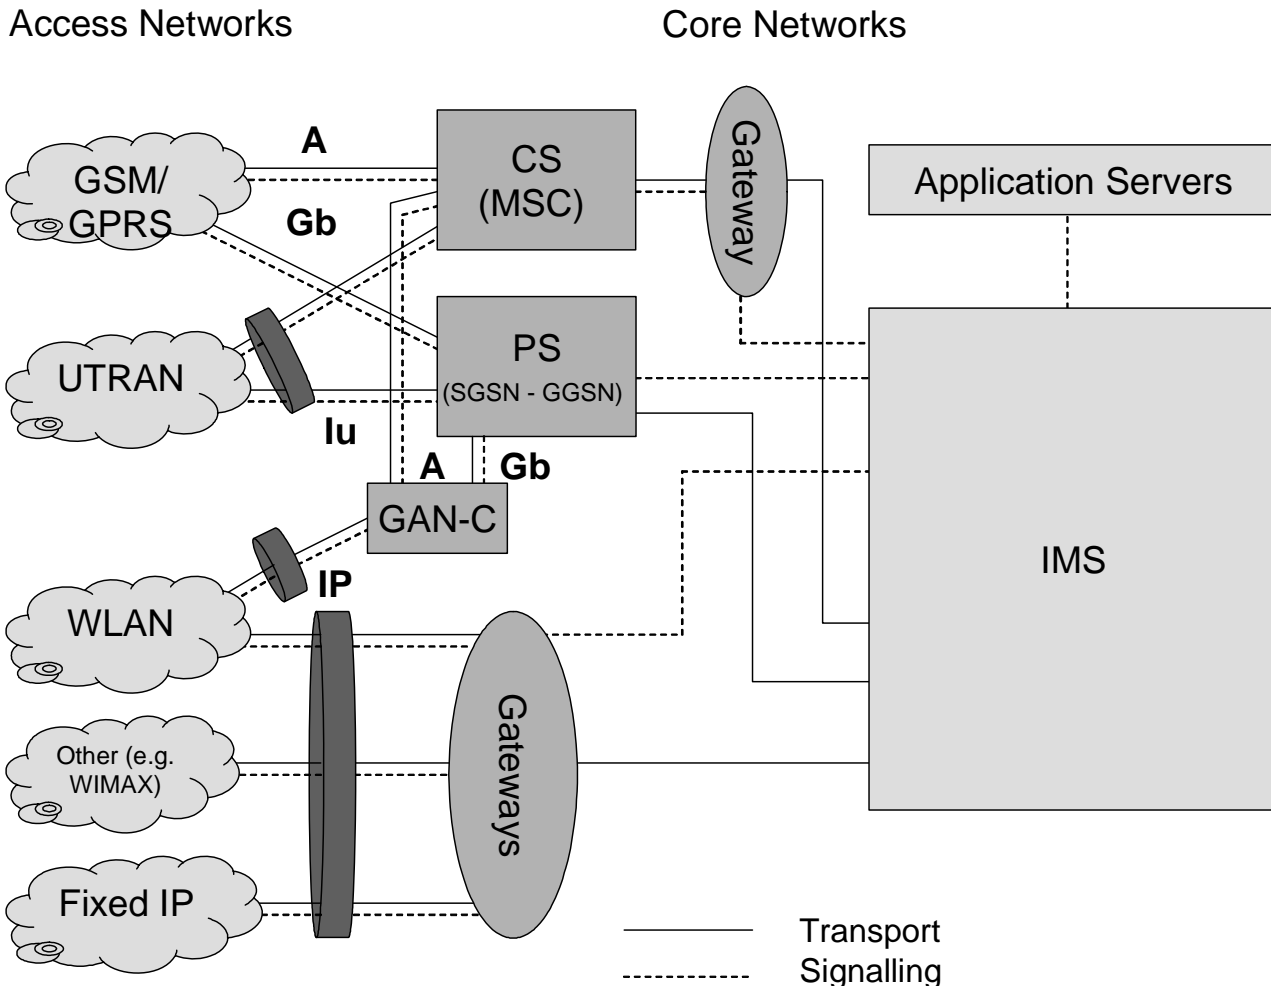 Access Networks
Core Networks
GSM/
GPRS
A
Gb
CS
(MSC)
Gateway
Application Servers
UTRAN
Iu
PS
(SGSN - GGSN)
A
Gb
GAN-C
IMS
WLAN
IP
Other (e.g.
WIMAX)
Gateways
Fixed IP
Transport
Signalling